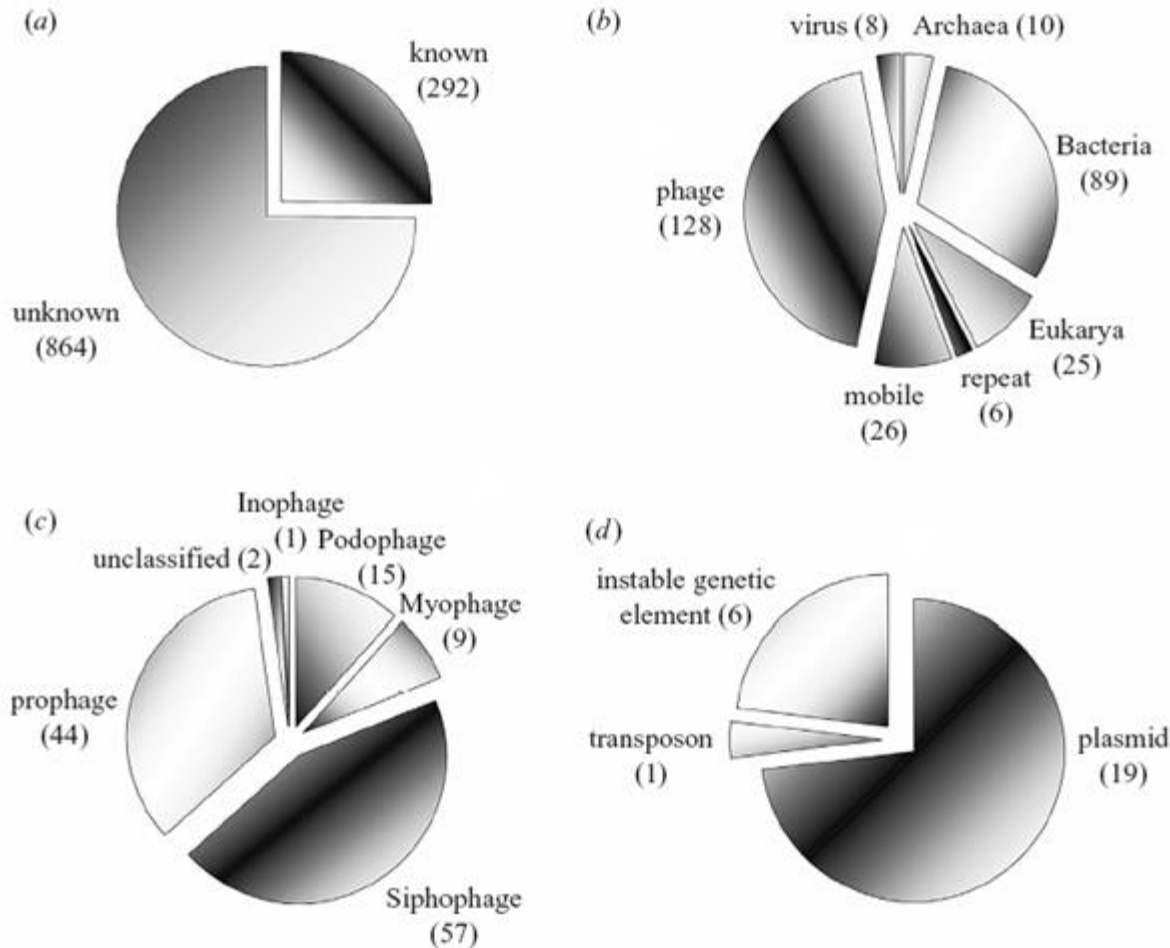 (a)
known
(292)
unknown
(864)
(b)
virus (8)
Archaea (10)
Bacteria
(89)
phage
(128)
Eukarya
(25)
repeat
(6)
mobile
(26)
(c)
Inophage
(1)
Podophage
(15)
unclassified (2)
Myophage
(9)
prophage
(44)
Siphophage
(57)
(d)
instable genetic
element (6)
transposon
(1)
plasmid
(19)